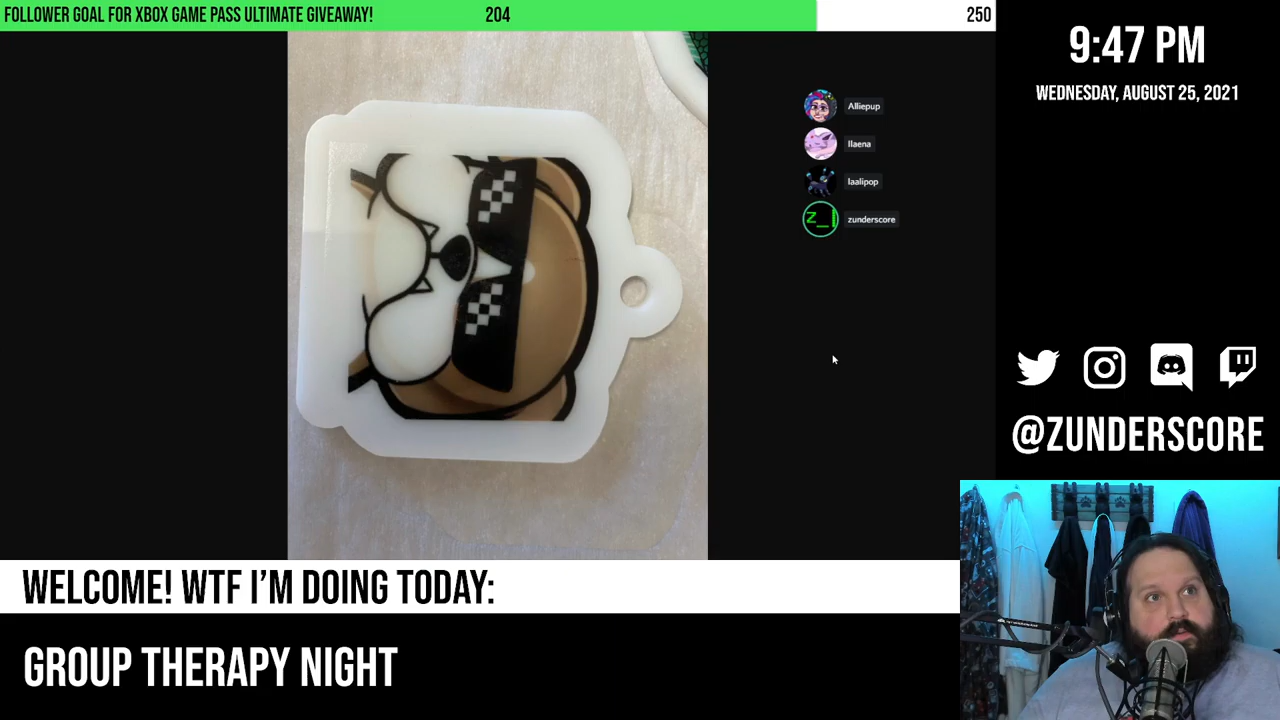 FOLLOWER GOAL FOR XBOX GAME PASS ULTIMATE GIVEAWAY! 204 250
9:47 PM
WEDNESDAY, AUGUST 25, 2021
Alliepup
llaena
laalipop
z_
zunderscore
@ZUNDERSCORE
WELCOME! WTF I'M DOING TODAY:
GROUP THERAPY NIGHT